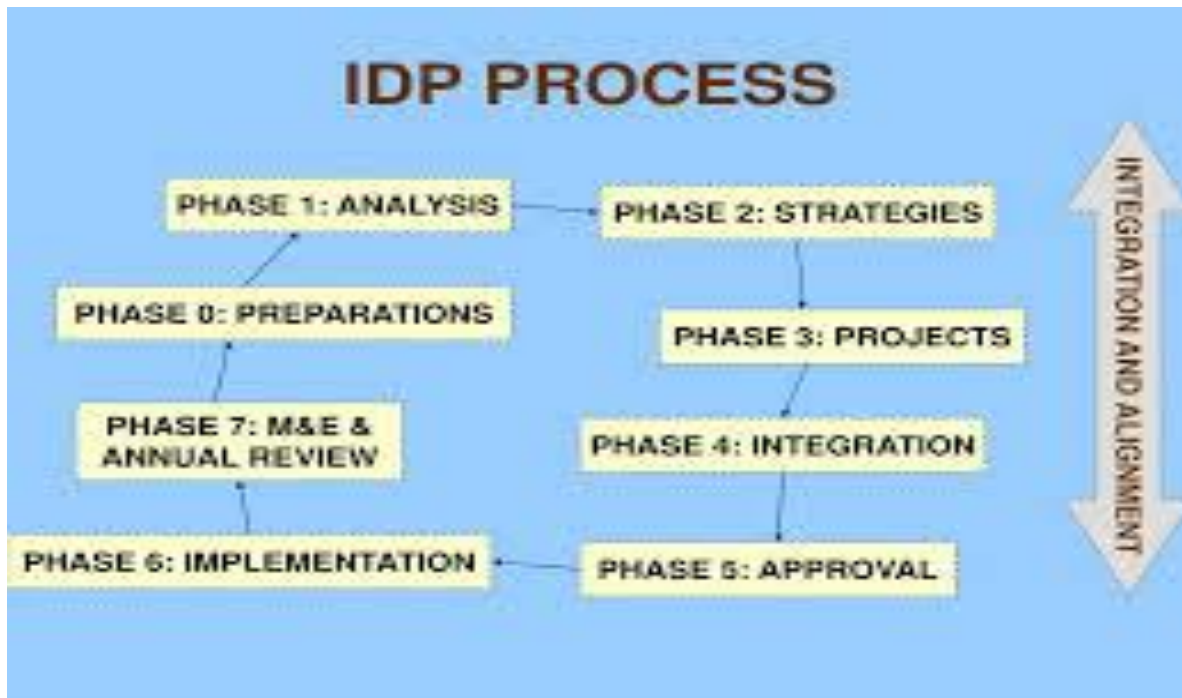 IDP PROCESS
PHASE 0: PREPARATIONS
PHASE 1: ANALYSIS
PHASE 2: STRATEGIES
PHASE 3: PROJECTS
PHASE 4: INTEGRATION
PHASE 5: APPROVAL
PHASE 6: IMPLEMENTATION
PHASE 7: M&E &
ANNUAL REVIEW
INTEGRATION AND ALIGNMENT